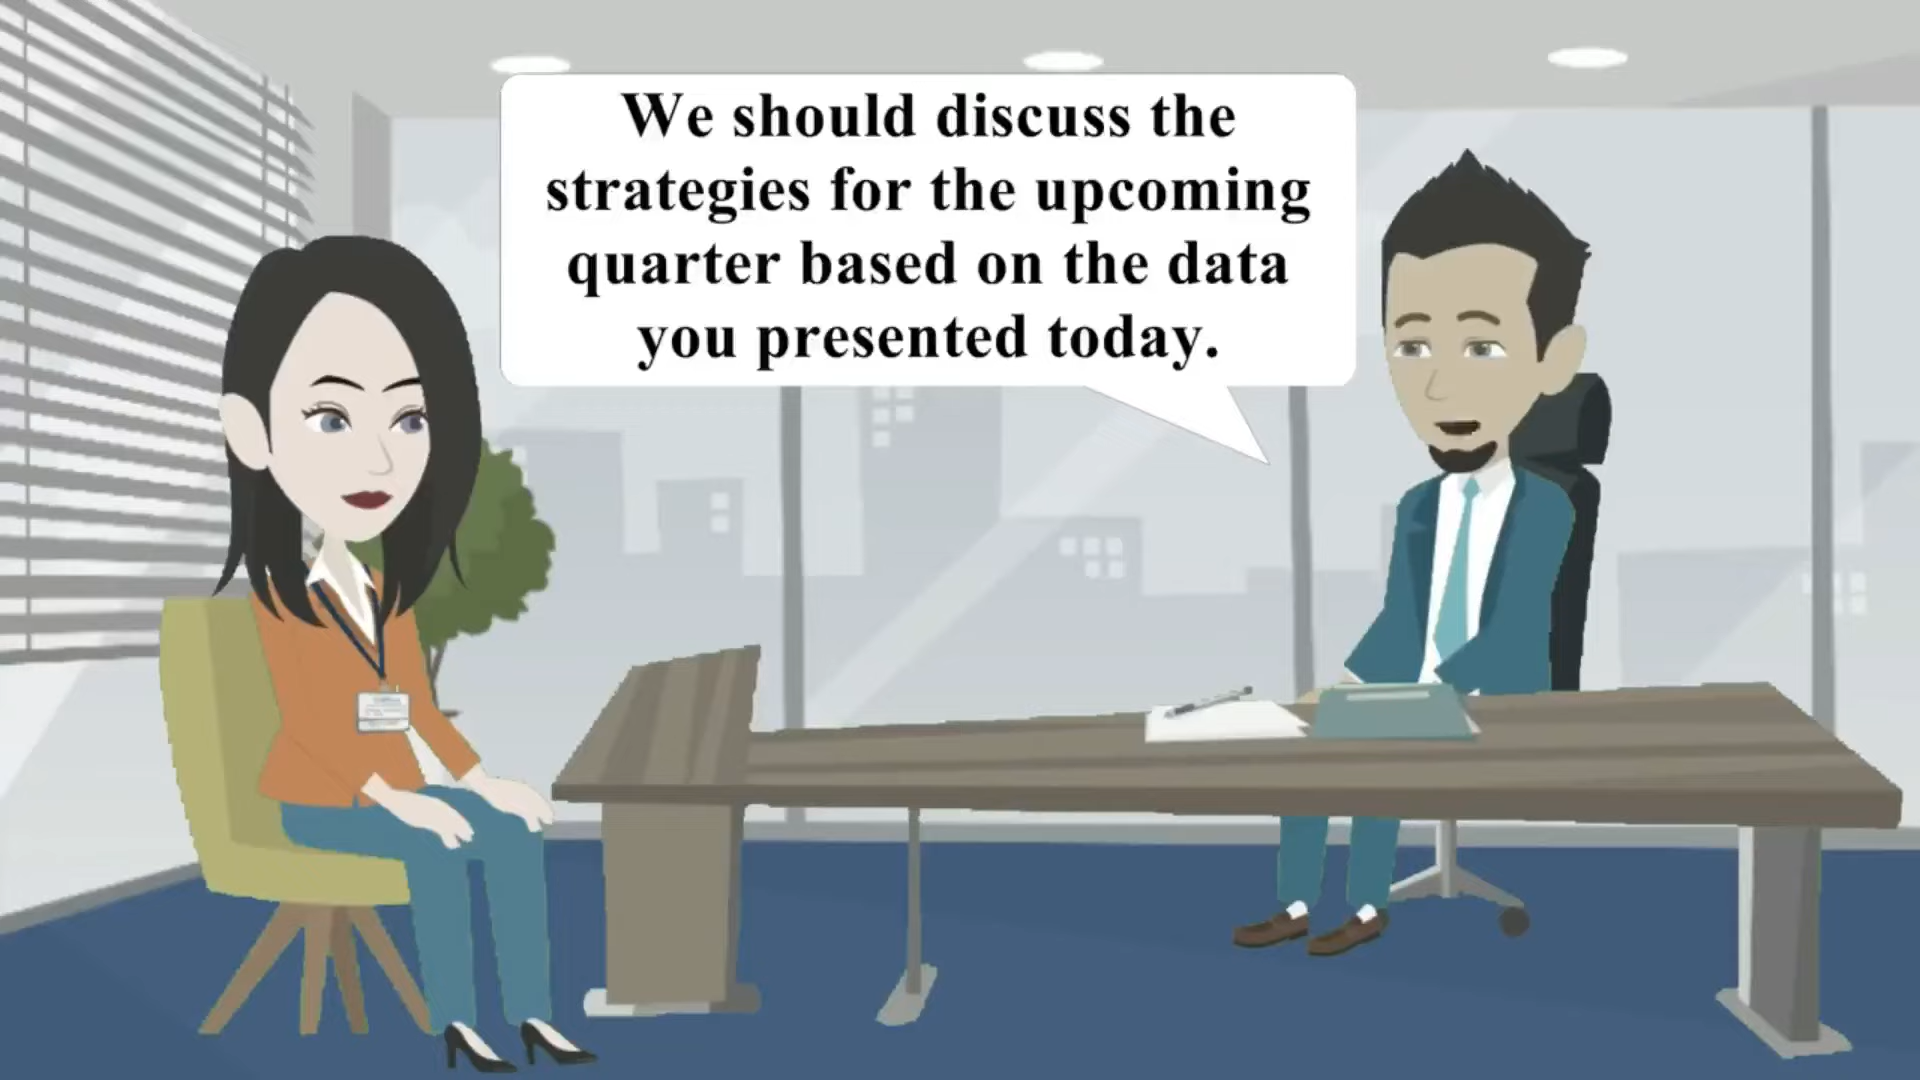 We should discuss the
strategies for the upcoming
quarter based on the data
you presented today.